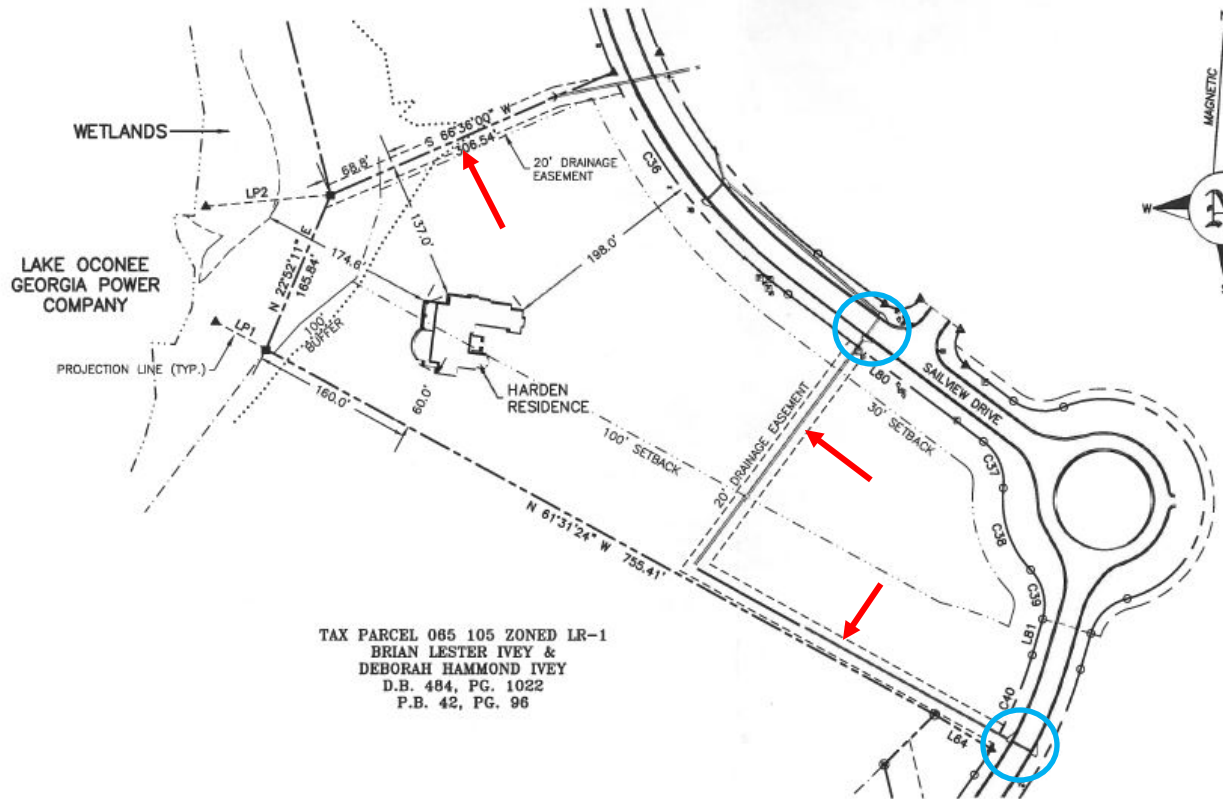 MAGNETIC
WETLANDS
S 66°36'00" W
306.54'
68.8'
20' DRAINAGE
EASEMENT
C36
LP2
137.0'
198.0'
174.6'
LAKE OCONEE
GEORGIA POWER
COMPANY
N 22°52'11" E
165.84'
W
LP1
100'
BUFFER
PROJECTION LINE (TYP.)
160.0'
60.0'
HARDEN
RESIDENCE
L80
SAILVIEW DRIVE
20' DRAINAGE EASEMENT
30' SETBACK
100' SETBACK
C37
C38
N 61°31'24" W 755.41'
C39
L81
TAX PARCEL 065 105 ZONED LR-1
BRIAN LESTER IVEY &
DEBORAH HAMMOND IVEY
D.B. 484, PG. 1022
P.B. 42, PG. 96
C40
L64